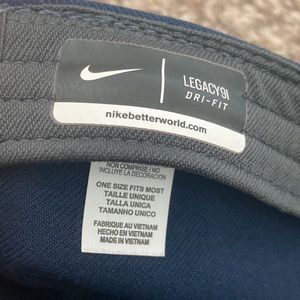 LEGACY91
DRI-FIT
nikebetterworld.com
NON COMPRISE / NO
INCLUYE LA DECORACION
ONE SIZE FITS MOST
TAILLE UNIQUE
TALLA UNICA
TAMANHO UNICO
FABRIQUE AU VIETNAM
HECHO EN VIETNAM
MADE IN VIETNAM